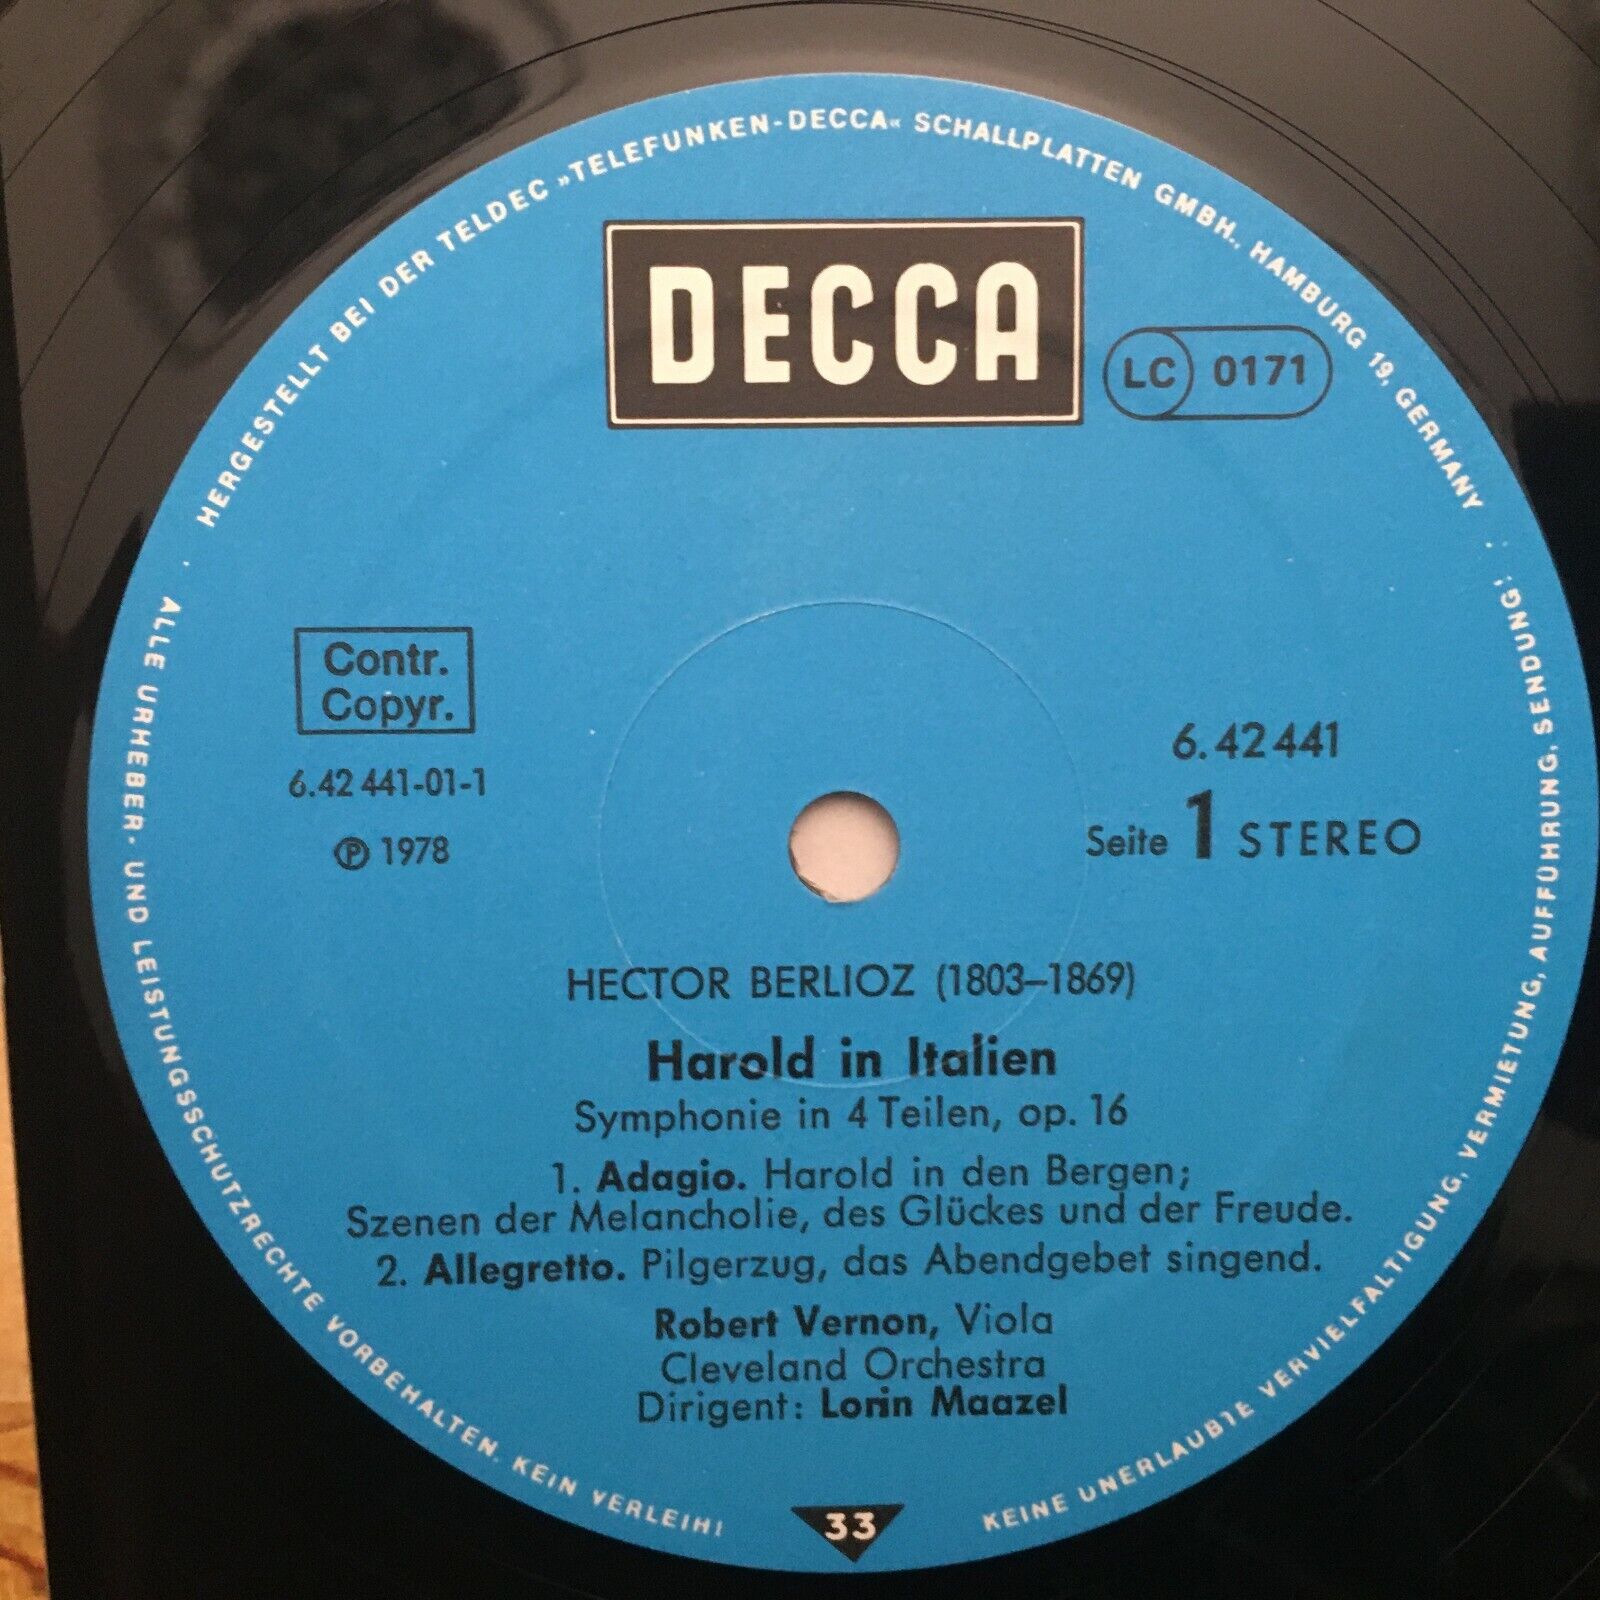 HERGESTELLT BEI DER TELDEC »TELEFUNKEN-DECCA« SCHALLPLATTEN GMBH., HAMBURG 19, GERMANY
DECCA
LC 0171
Contr.
Copyr.
6.42 441-01-1
Ⓟ 1978
6.42 441
Seite 1 STEREO
HECTOR BERLIOZ (1803–1869)
Harold in Italien
Symphonie in 4 Teilen, op. 16
1. Adagio. Harold in den Bergen;
Szenen der Melancholie, des Glückes und der Freude.
2. Allegretto. Pilgerzug, das Abendgebet singend.
Robert Vernon, Viola
Cleveland Orchestra
Dirigent: Lorin Maazel
33
ALLE URHEBER- UND LEISTUNGSSCHUTZRECHTE VORBEHALTEN. KEIN VERLEIH!
KEINE UNERLAUBTE VERVIELFALTIGUNG, VERMIETUNG, AUFFÜHRUNG, SENDUNG!